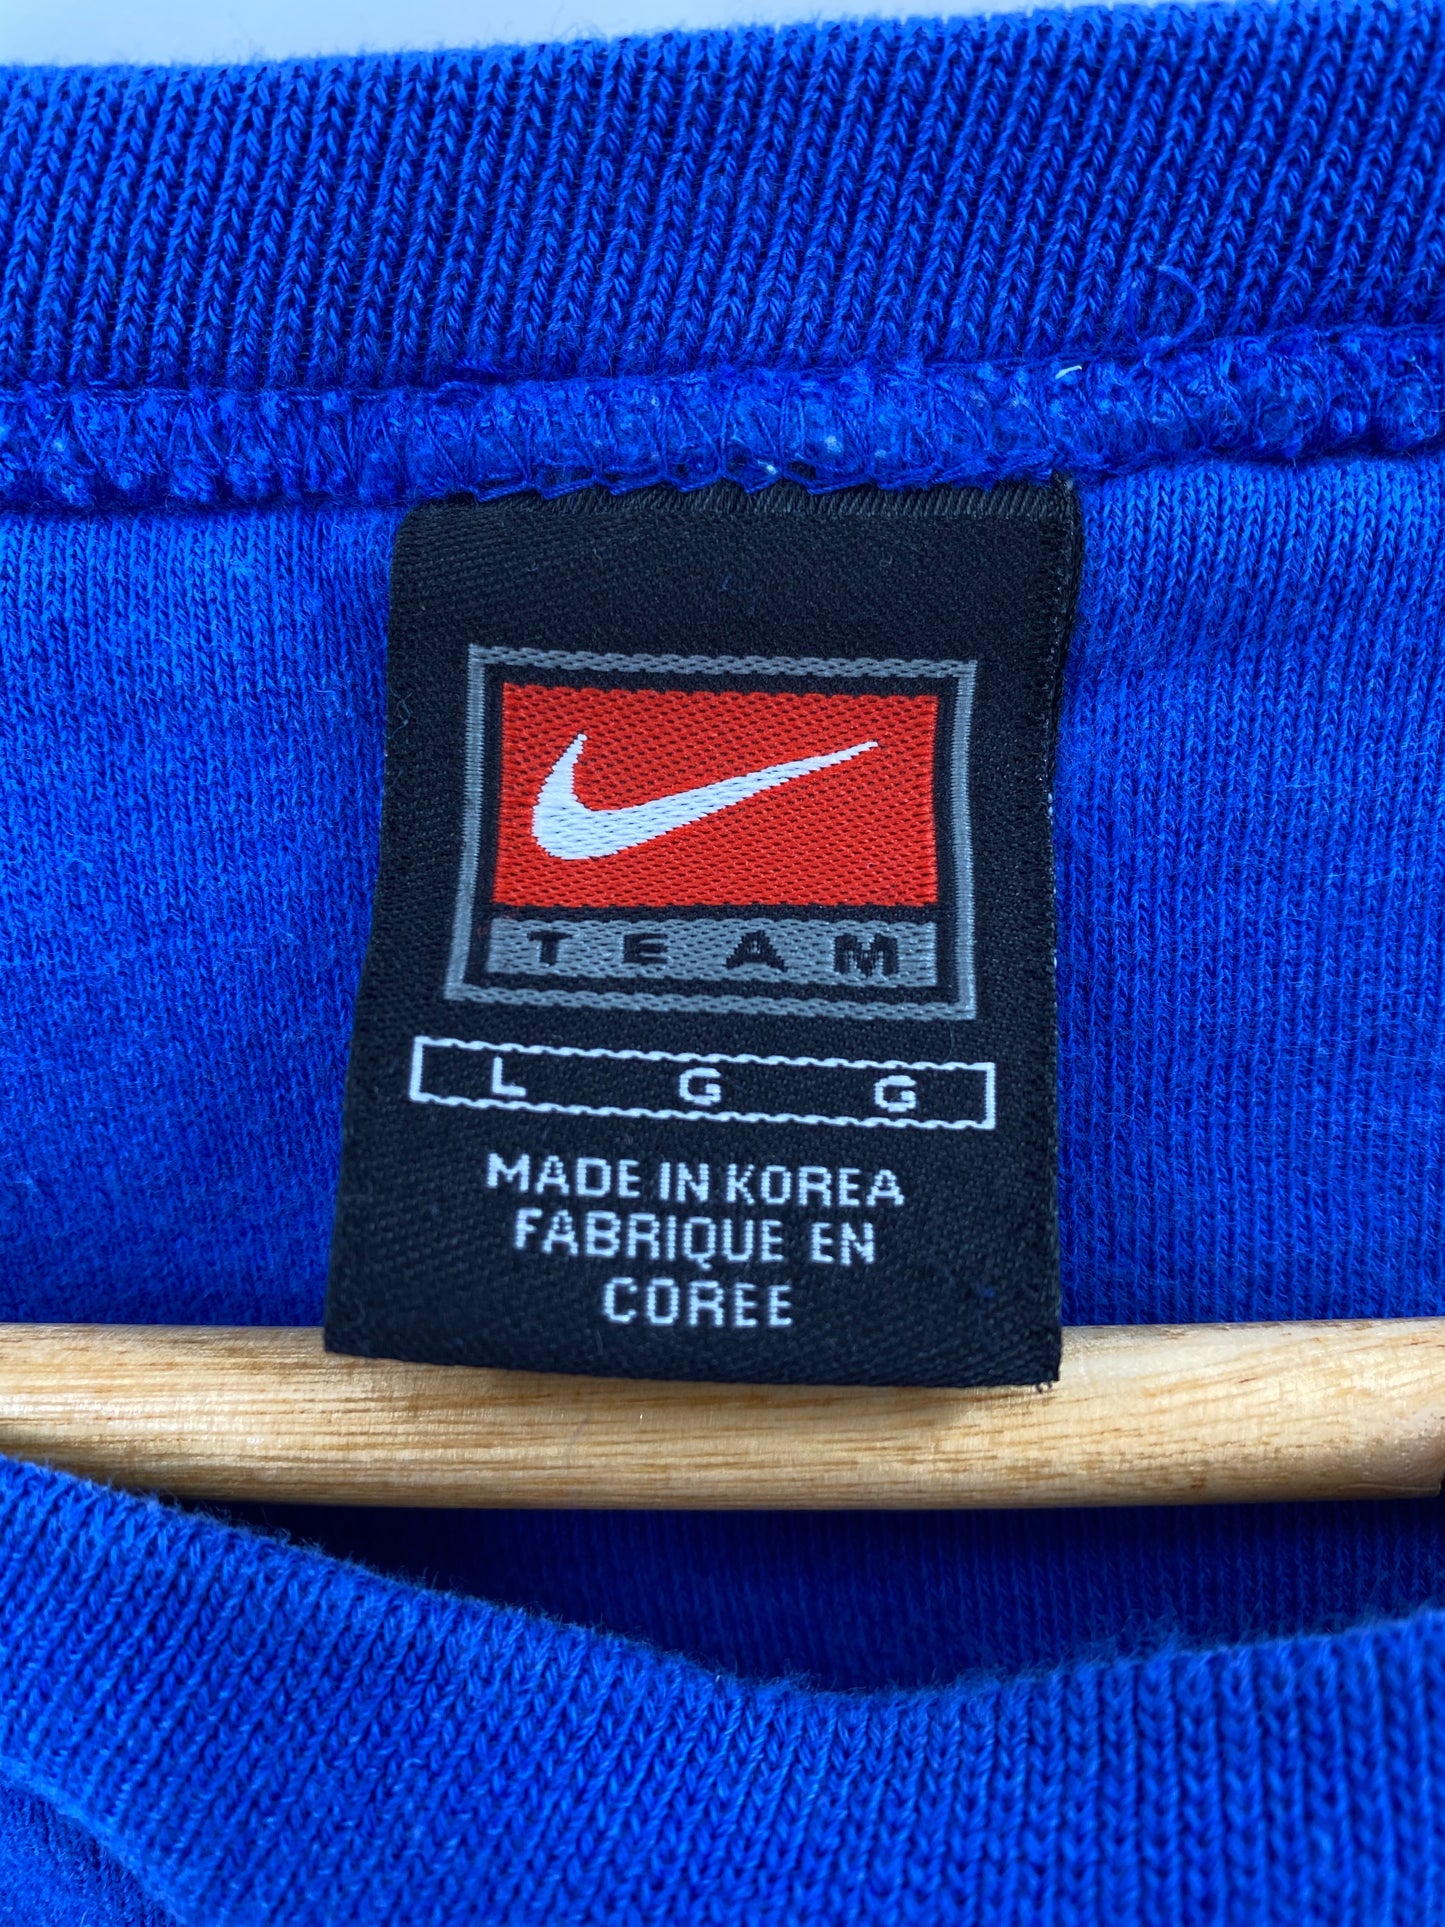 TEAM
L G G
MADE IN KOREA
FABRIQUE EN
COREE